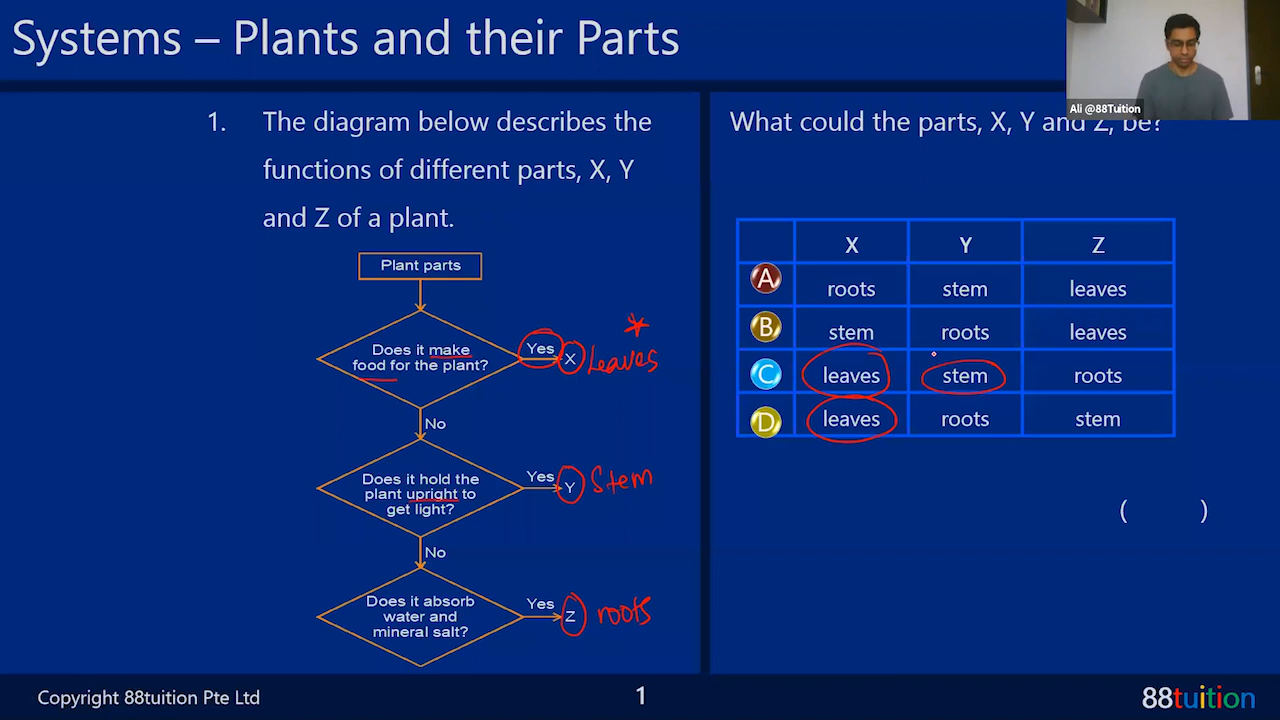 Systems – Plants and their Parts
Ali @88Tuition
1. The diagram below describes the
functions of different parts, X, Y
and Z of a plant.
Plant parts
Does it make
food for the plant?
Yes
X
Leaves
No
Does it hold the
plant upright to
get light?
Yes
Y
Stem
No
Does it absorb
water and
mineral salt?
Yes
Z
roots
What could the parts, X, Y and Z, be?
X Y Z
A roots stem leaves
B stem roots leaves
C leaves stem roots
D leaves roots stem
( )
Copyright 88tuition Pte Ltd
1
88tuition